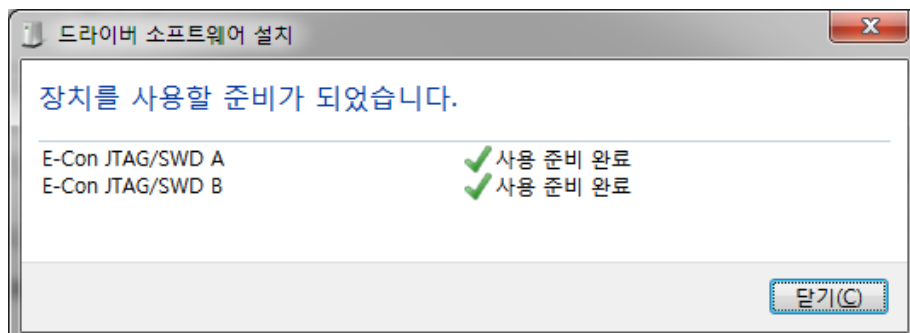 드라이버 소프트웨어 설치
장치를 사용할 준비가 되었습니다.
E-Con JTAG/SWD A 사용 준비 완료
E-Con JTAG/SWD B 사용 준비 완료
닫기(C)